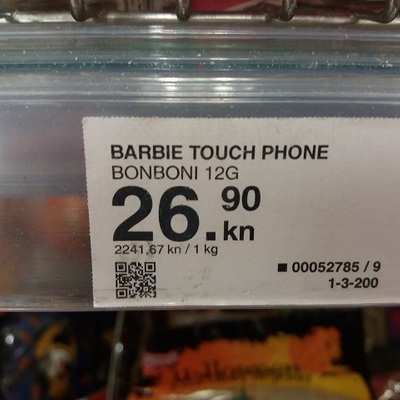 BARBIE TOUCH PHONE
BONBONI 12G
26.90 kn
2241,67 kn / 1 kg
■ 00052785 / 9
1-3-200